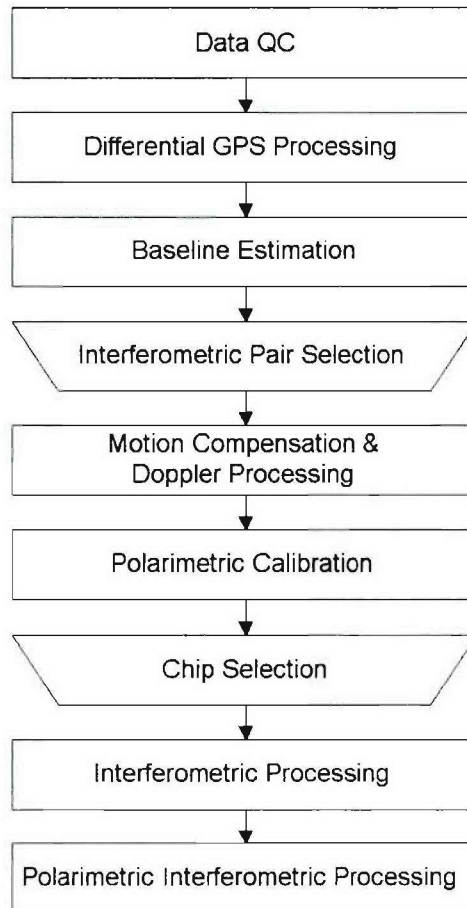 Data QC
Differential GPS Processing
Baseline Estimation
Interferometric Pair Selection
Motion Compensation &
Doppler Processing
Polarimetric Calibration
Chip Selection
Interferometric Processing
Polarimetric Interferometric Processing